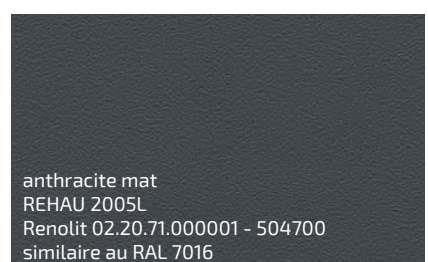 anthracite mat
REHAU 2005L
Renolit 02.20.71.000001 - 504700
similaire au RAL 7016